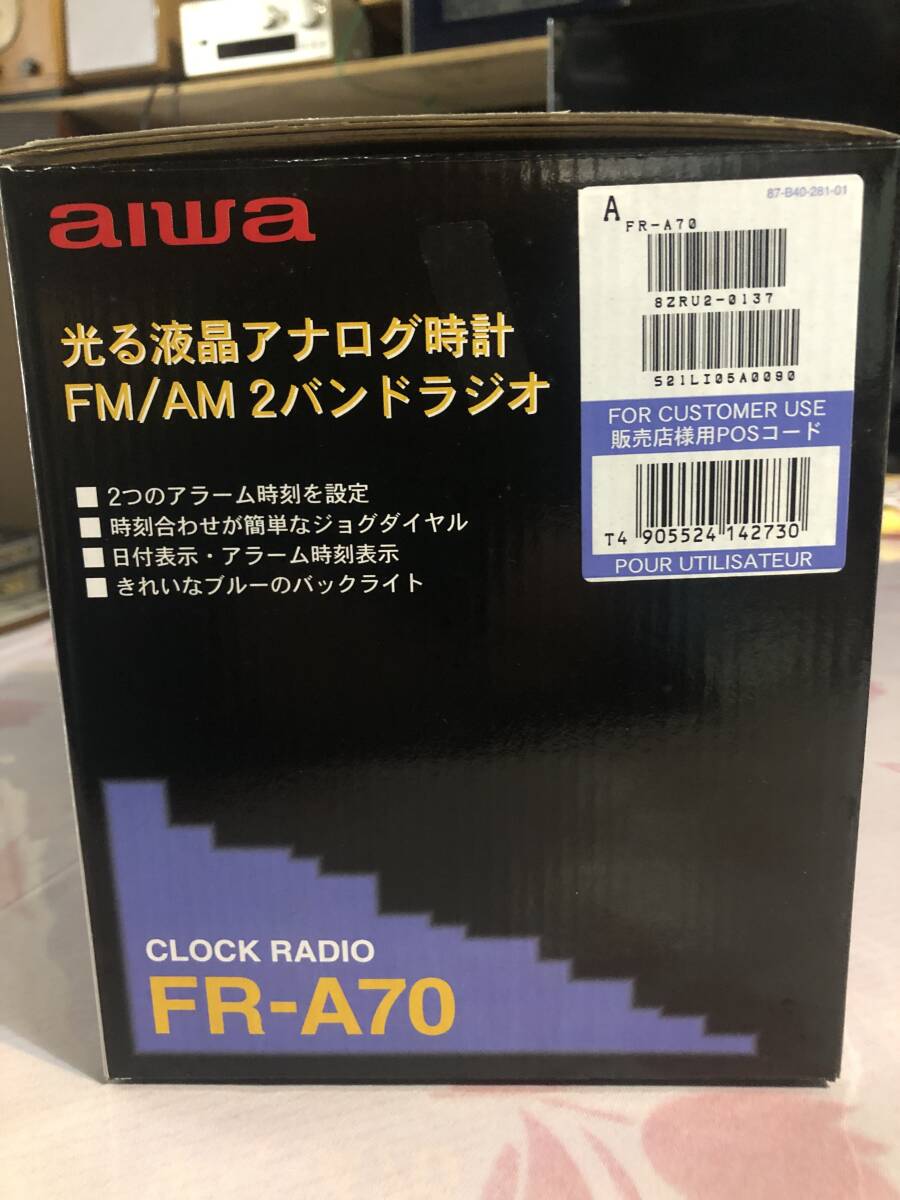 aiwa
光る液晶アナログ時計
FM/AM 2バンドラジオ
■ 2つのアラーム時刻を設定
■ 時刻合わせが簡単なジョグダイヤル
■ 日付表示・アラーム時刻表示
■ きれいなブルーのバックライト
87-B40-281-01
A
FR-A70
8ZRU2-0137
S21LI05A0090
FOR CUSTOMER USE
販売店様用POSコード
T4 905524 142730
POUR UTILISATEUR
CLOCK RADIO
FR-A70